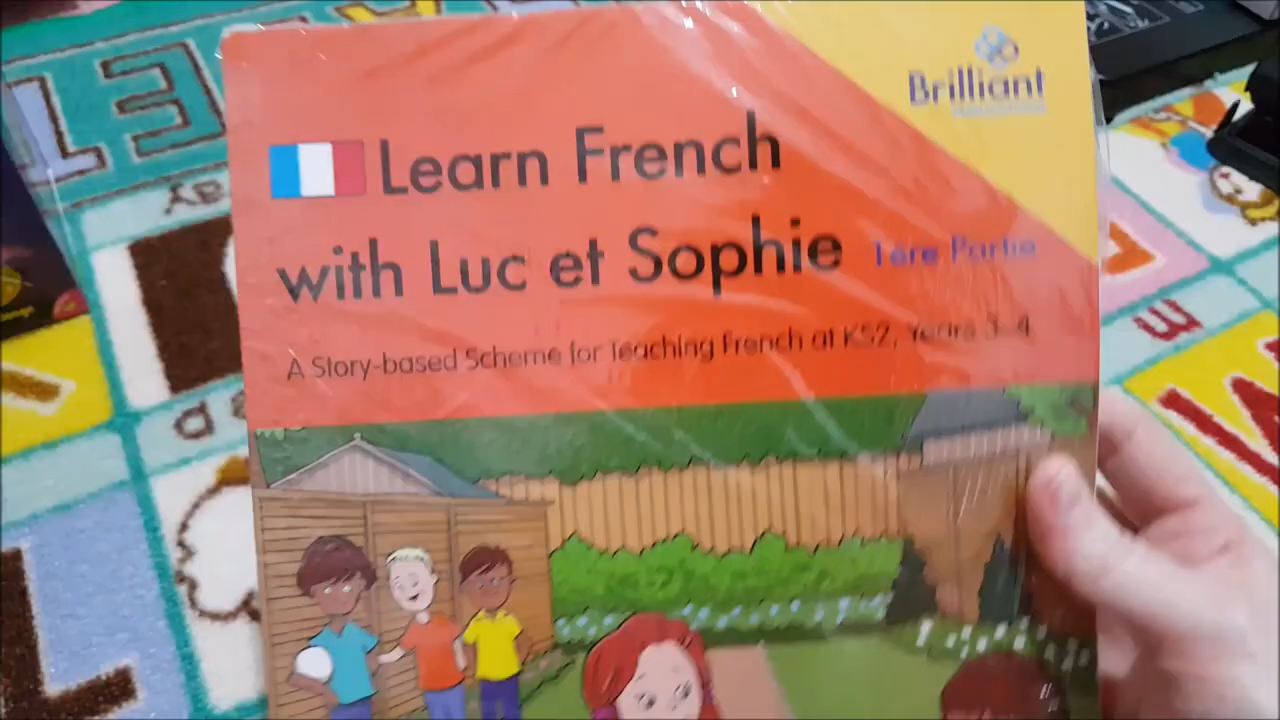 Brilliant
Learn French
with Luc et Sophie 1ère Partie
A Story-based Scheme for Teaching French at KS2, Years 3-4